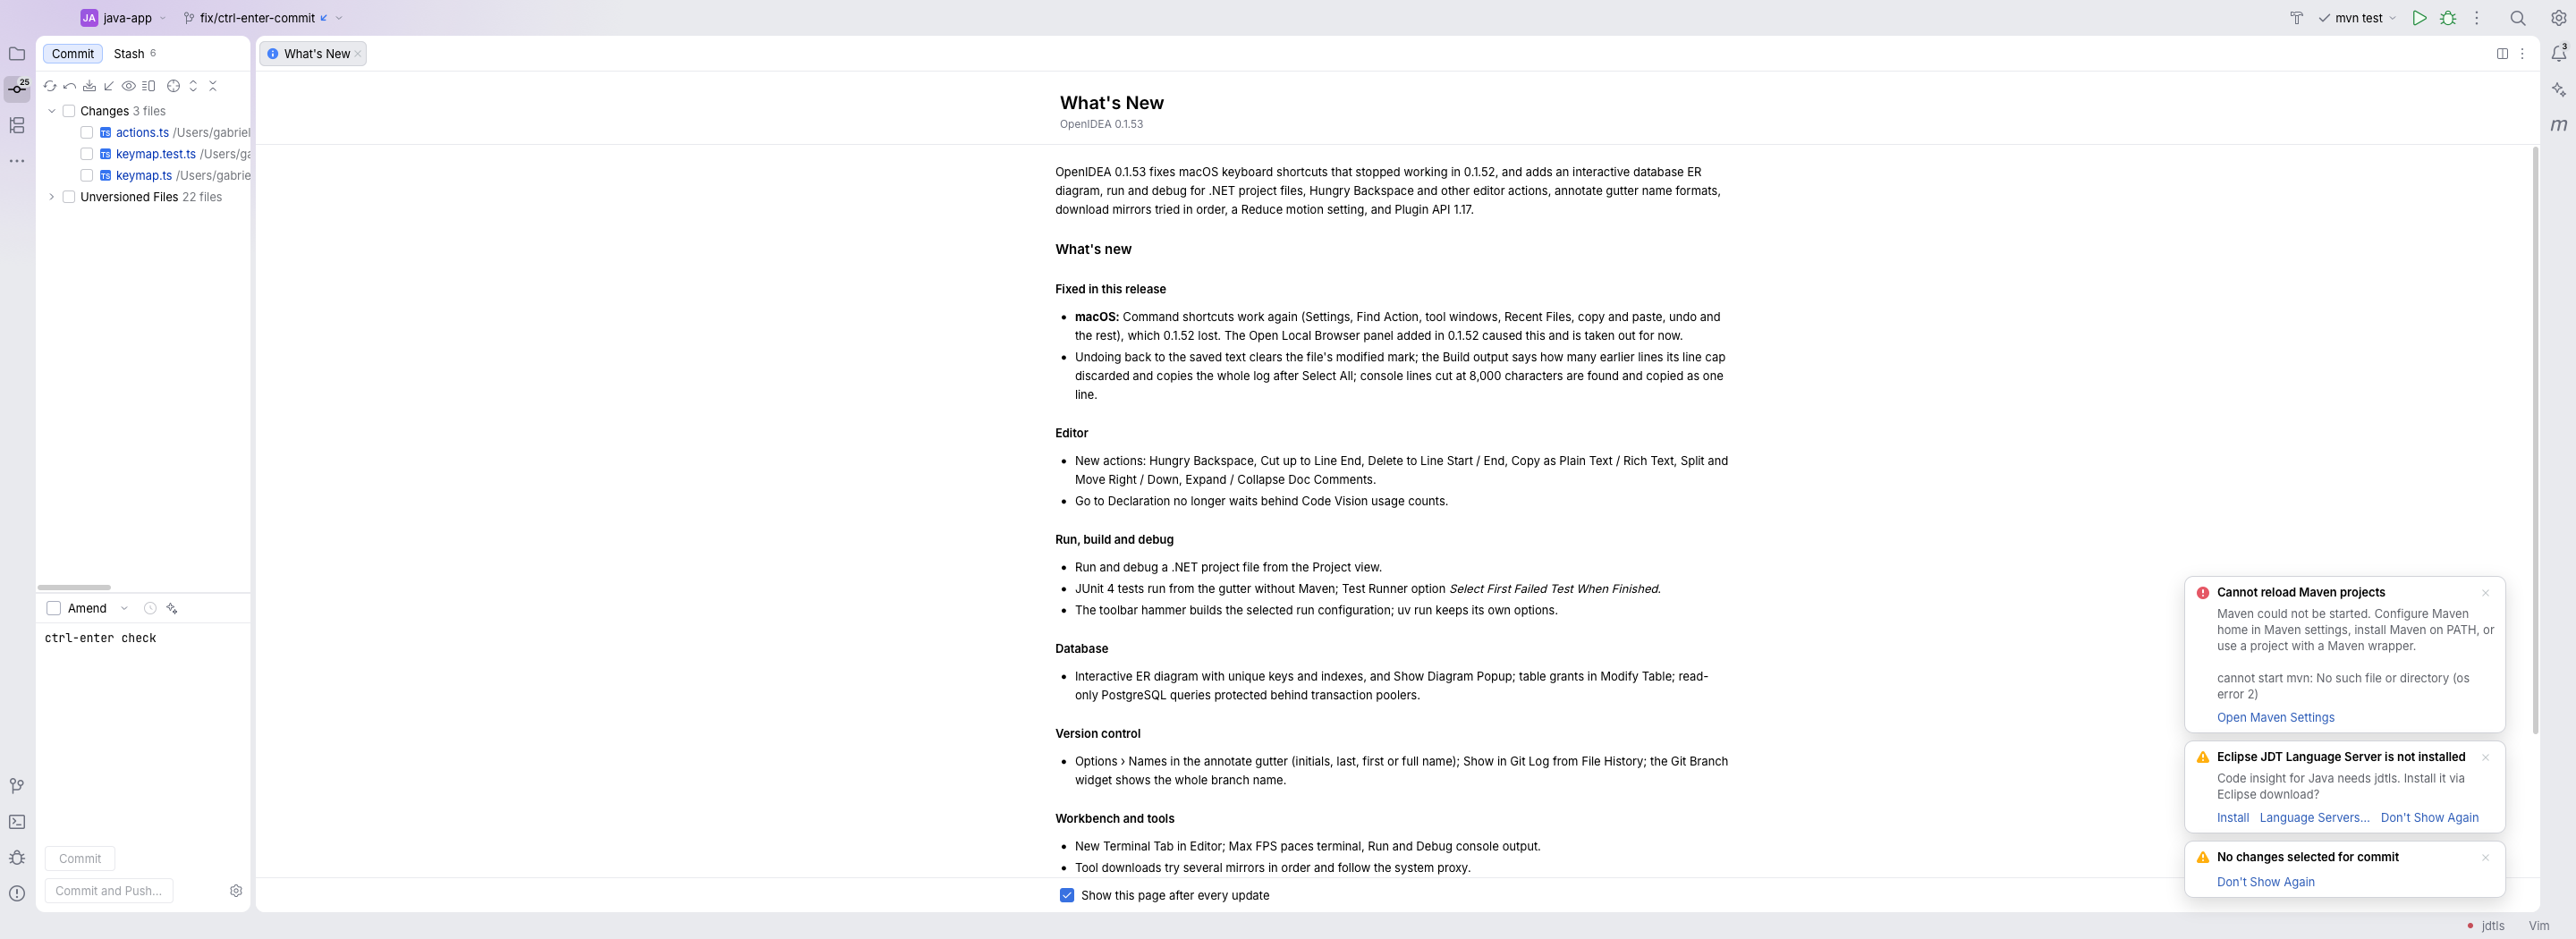 JA java-app fix/ctrl-enter-commit mvn test
Commit Stash 6 What's New
25
3
Changes 3 files
TS actions.ts /Users/gabriel
TS keymap.test.ts /Users/ga
TS keymap.ts /Users/gabrie
Unversioned Files 22 files
Amend
ctrl-enter check
Commit
Commit and Push...
What's New
OpenIDEA 0.1.53
OpenIDEA 0.1.53 fixes macOS keyboard shortcuts that stopped working in 0.1.52, and adds an interactive database ER
diagram, run and debug for .NET project files, Hungry Backspace and other editor actions, annotate gutter name formats,
download mirrors tried in order, a Reduce motion setting, and Plugin API 1.17.
What's new
Fixed in this release
• macOS: Command shortcuts work again (Settings, Find Action, tool windows, Recent Files, copy and paste, undo and
the rest), which 0.1.52 lost. The Open Local Browser panel added in 0.1.52 caused this and is taken out for now.
• Undoing back to the saved text clears the file's modified mark; the Build output says how many earlier lines its line cap
discarded and copies the whole log after Select All; console lines cut at 8,000 characters are found and copied as one
line.
Editor
• New actions: Hungry Backspace, Cut up to Line End, Delete to Line Start / End, Copy as Plain Text / Rich Text, Split and
Move Right / Down, Expand / Collapse Doc Comments.
• Go to Declaration no longer waits behind Code Vision usage counts.
Run, build and debug
• Run and debug a .NET project file from the Project view.
• JUnit 4 tests run from the gutter without Maven; Test Runner option Select First Failed Test When Finished.
• The toolbar hammer builds the selected run configuration; uv run keeps its own options.
Database
• Interactive ER diagram with unique keys and indexes, and Show Diagram Popup; table grants in Modify Table; read-
only PostgreSQL queries protected behind transaction poolers.
Version control
• Options › Names in the annotate gutter (initials, last, first or full name); Show in Git Log from File History; the Git Branch
widget shows the whole branch name.
Workbench and tools
• New Terminal Tab in Editor; Max FPS paces terminal, Run and Debug console output.
• Tool downloads try several mirrors in order and follow the system proxy.
Show this page after every update
m
Cannot reload Maven projects
Maven could not be started. Configure Maven
home in Maven settings, install Maven on PATH, or
use a project with a Maven wrapper.
cannot start mvn: No such file or directory (os
error 2)
Open Maven Settings
Eclipse JDT Language Server is not installed
Code insight for Java needs jdtls. Install it via
Eclipse download?
Install Language Servers... Don't Show Again
No changes selected for commit
Don't Show Again
jdtls Vim